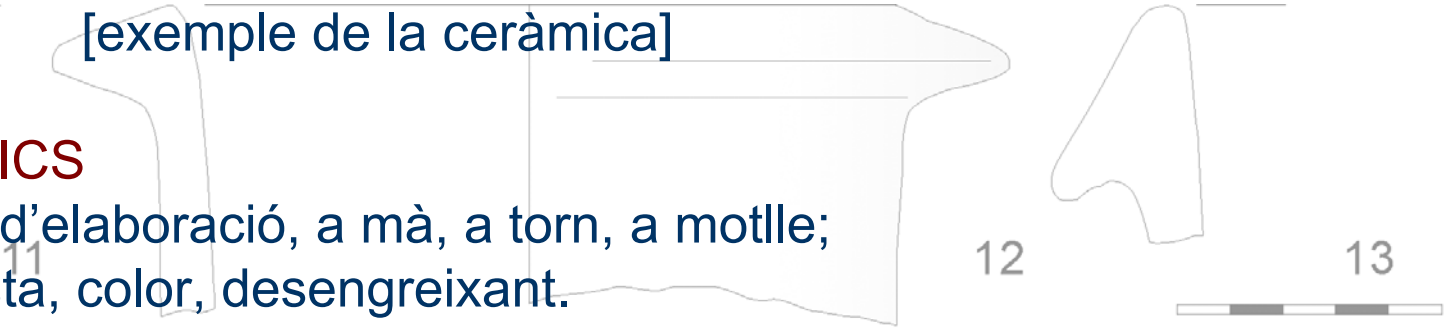 [exemple de la ceràmica]
ICS
d’elaboració, a mà, a torn, a motlle;
ta, color, desengreixant.
11
12
13